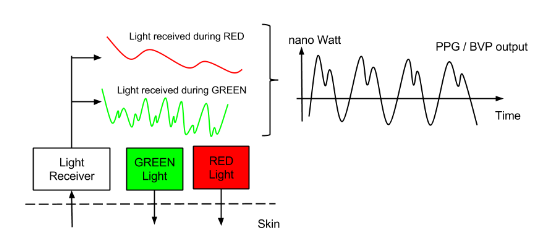 Light received during RED
nano Watt
PPG / BVP output
Light received during GREEN
Time
Light
Receiver
GREEN
Light
RED
Light
Skin